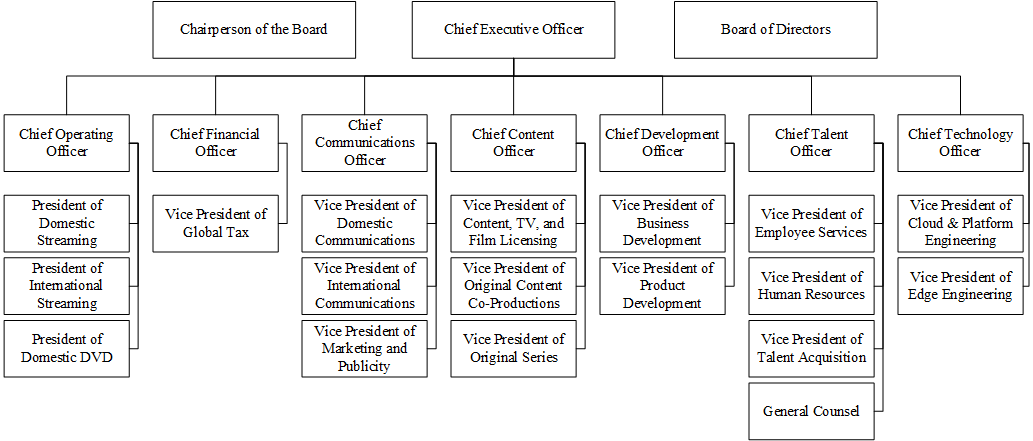 Chairperson of the Board
Chief Executive Officer
Board of Directors
Chief Operating
Officer
Chief Financial
Officer
Chief
Communications
Officer
Chief Content
Officer
Chief Development
Officer
Chief Talent
Officer
Chief Technology
Officer
President of
Domestic
Streaming
Vice President of
Global Tax
Vice President of
Domestic
Communications
Vice President of
Content, TV, and
Film Licensing
Vice President of
Business
Development
Vice President of
Employee Services
Vice President of
Cloud & Platform
Engineering
President of
International
Streaming
Vice President of
International
Communications
Vice President of
Original Content
Co-Productions
Vice President of
Product
Development
Vice President of
Human Resources
Vice President of
Edge Engineering
President of
Domestic DVD
Vice President of
Marketing and
Publicity
Vice President of
Original Series
Vice President of
Talent Acquisition
General Counsel